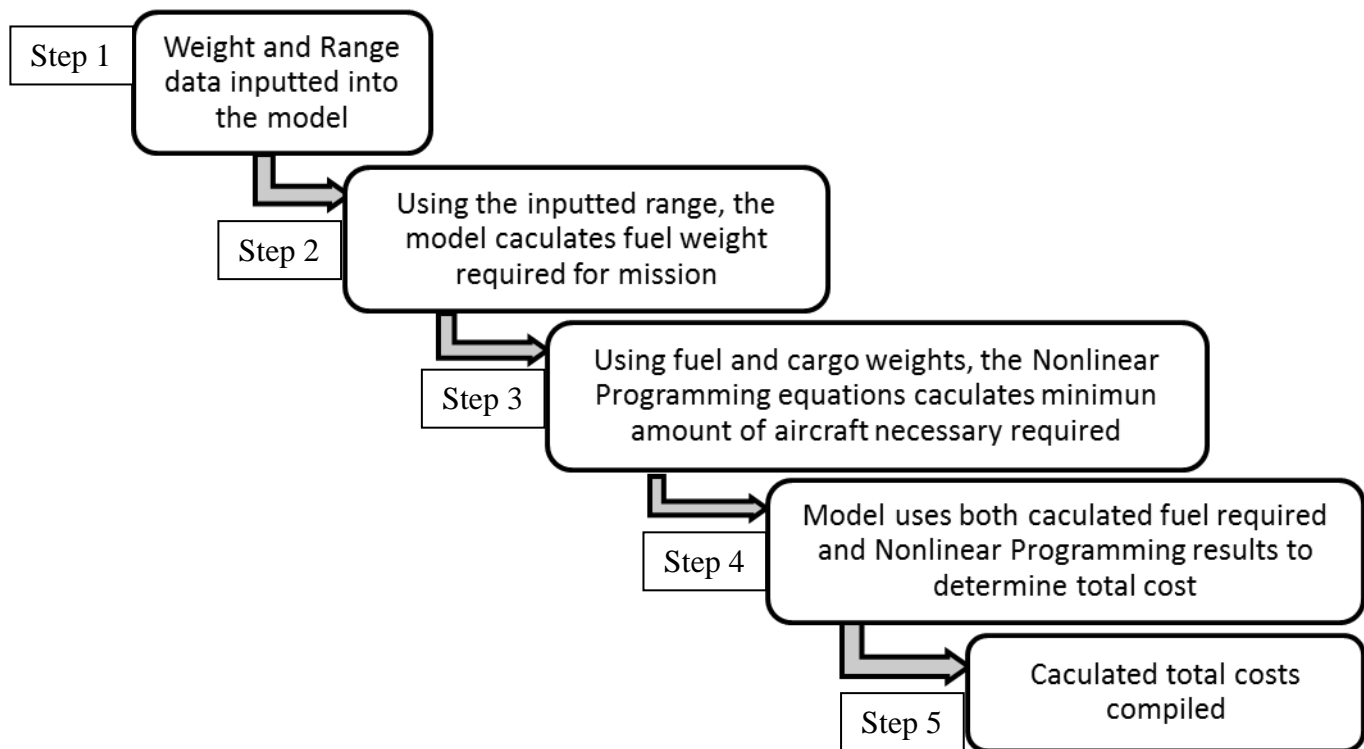 Step 1
Weight and Range
data inputted into
the model
Step 2
Using the inputted range, the
model caculates fuel weight
required for mission
Step 3
Using fuel and cargo weights, the Nonlinear
Programming equations caculates minimun
amount of aircraft necessary required
Step 4
Model uses both caculated fuel required
and Nonlinear Programming results to
determine total cost
Step 5
Caculated total costs
compiled